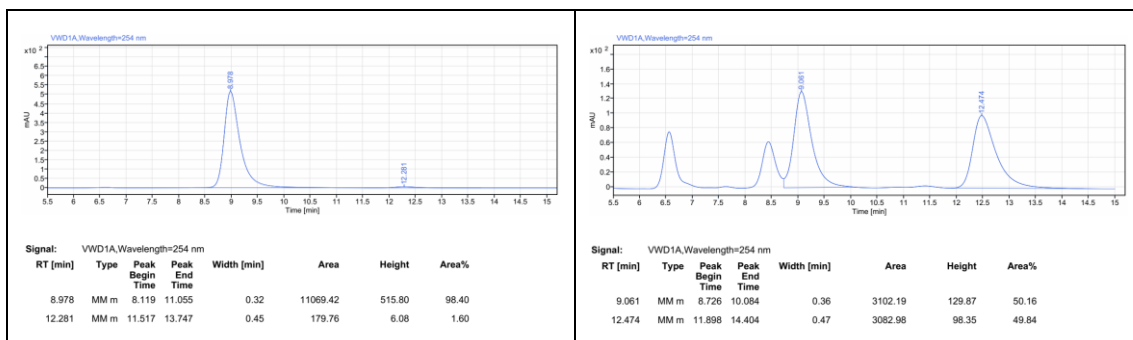 VWD1A,Wavelength=254 nm
x10 2
6.5
6
5.5
5
4.5
4
3.5
3
2.5
2
1.5
1
0.5
0
mAU
8.978
12.281
5.5 6 6.5 7 7.5 8 8.5 9 9.5 10 10.5 11 11.5 12 12.5 13 13.5 14 14.5 15
Time [min]
Signal: VWD1A,Wavelength=254 nm
RT [min] Type Peak Begin Time Peak End Time Width [min] Area Height Area%
8.978 MM m 8.119 11.055 0.32 11069.42 515.80 98.40
12.281 MM m 11.517 13.747 0.45 179.76 6.08 1.60
VWD1A,Wavelength=254 nm
x10 2
1.6
1.4
1.2
1
0.8
0.6
0.4
0.2
0
mAU
9.061
12.474
5.5 6 6.5 7 7.5 8 8.5 9 9.5 10 10.5 11 11.5 12 12.5 13 13.5 14 14.5 15
Time [min]
Signal: VWD1A,Wavelength=254 nm
RT [min] Type Peak Begin Time Peak End Time Width [min] Area Height Area%
9.061 MM m 8.726 10.084 0.36 3102.19 129.87 50.16
12.474 MM m 11.898 14.404 0.47 3082.98 98.35 49.84